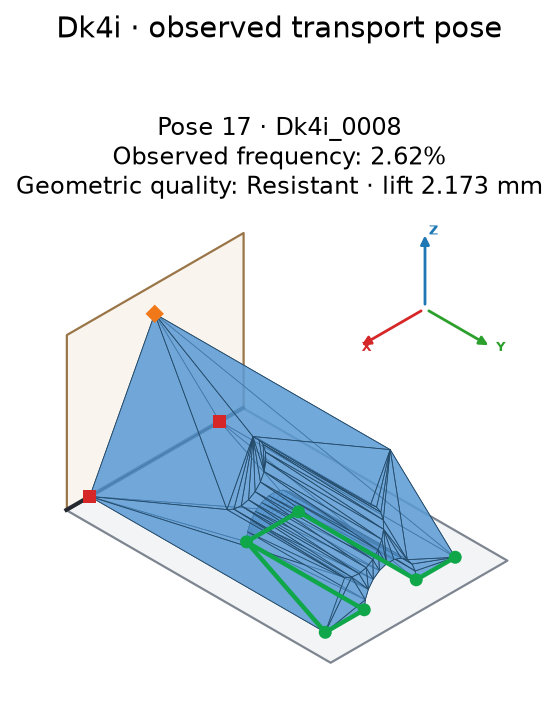 Dk4i · observed transport pose
Pose 17 · Dk4i_0008
Observed frequency: 2.62%
Geometric quality: Resistant · lift 2.173 mm
Z
X
Y